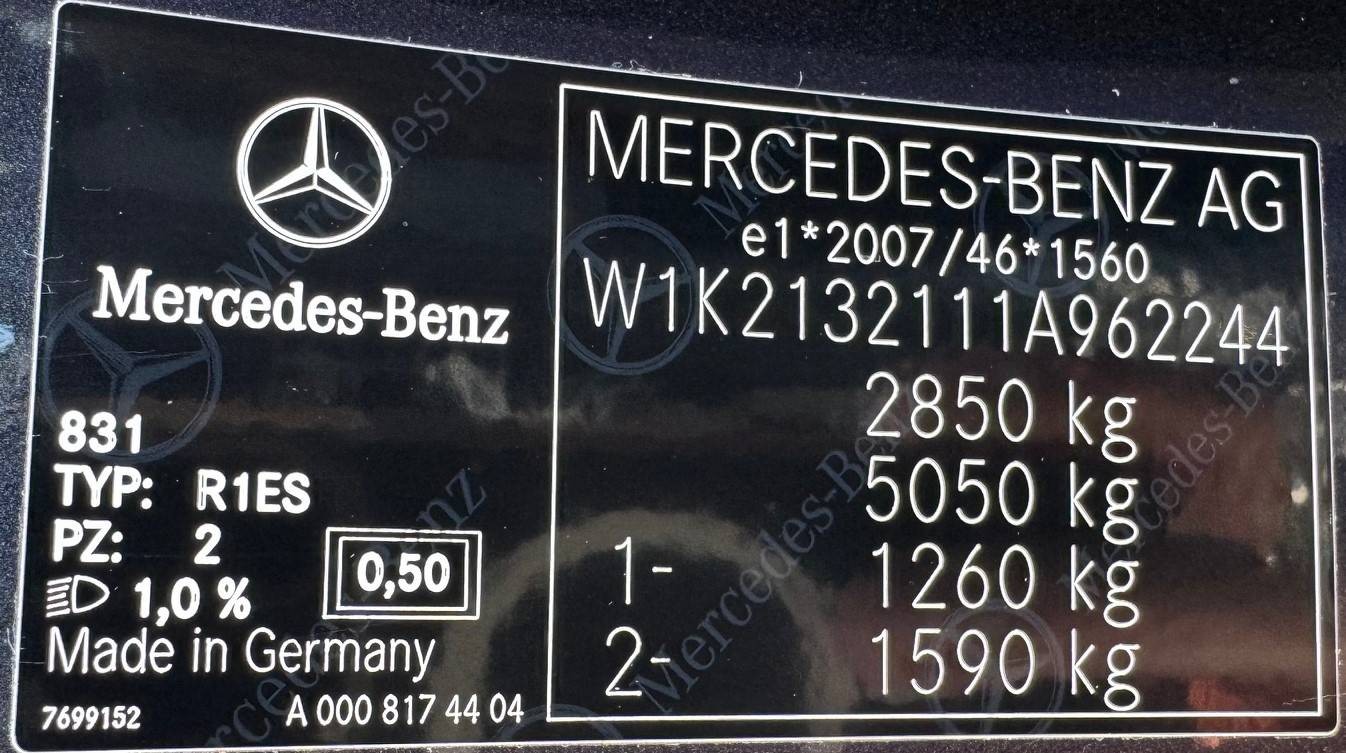 Mercedes-Benz
831
TYP: R1ES
PZ: 2
1,0 %
0,50
Made in Germany
7699152 A 000 817 44 04
MERCEDES-BENZ AG
e1*2007/46*1560
W1K2132111A962244
2850 kg
5050 kg
1- 1260 kg
2- 1590 kg